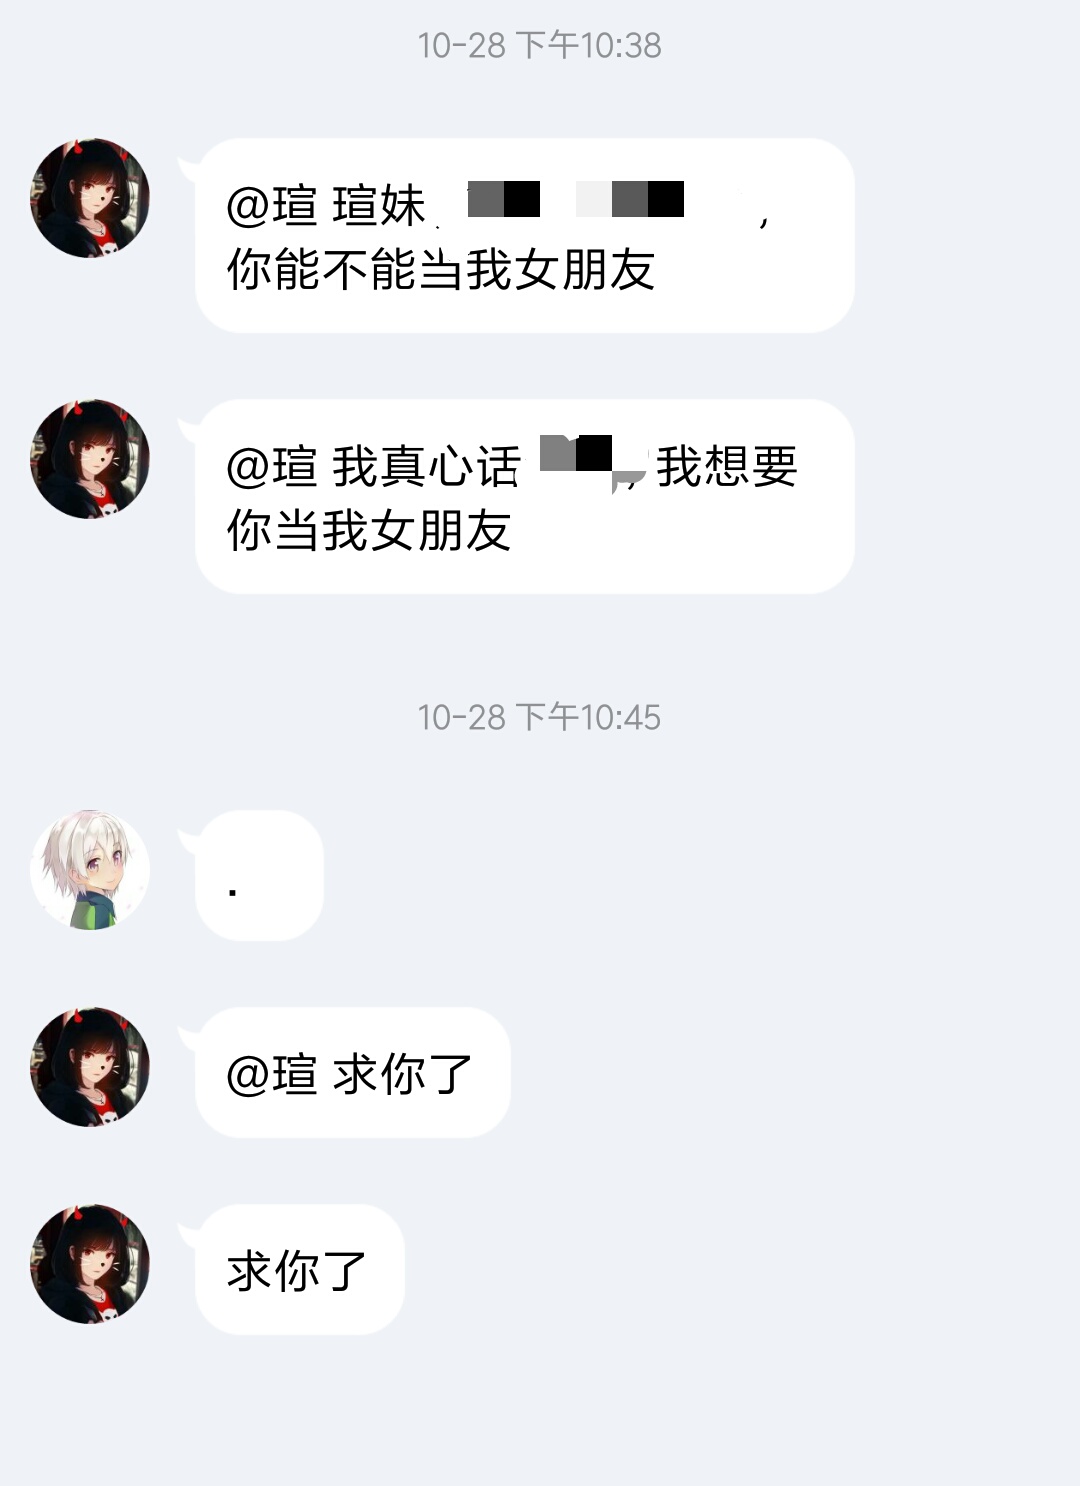 10-28 下午10:38
@瑄 瑄妹 ,
你能不能当我女朋友
@瑄 我真心话 , 我想要
你当我女朋友
10-28 下午10:45
.
@瑄 求你了
求你了